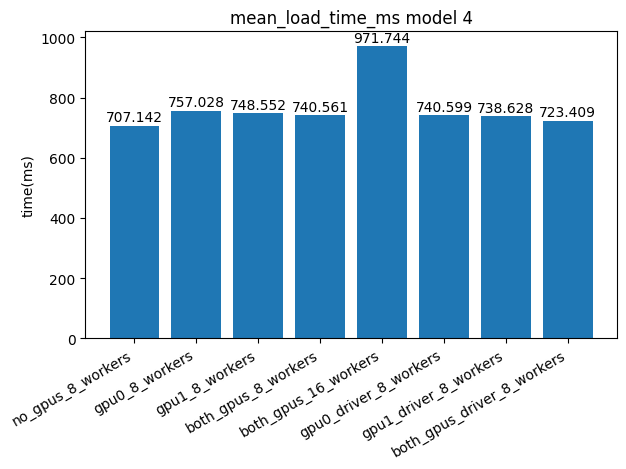 mean_load_time_ms model 4
time(ms)
1000
800
600
400
200
0
707.142
757.028
748.552
740.561
971.744
740.599
738.628
723.409
no_gpus_8_workers
gpu0_8_workers
gpu1_8_workers
both_gpus_8_workers
both_gpus_16_workers
gpu0_driver_8_workers
gpu1_driver_8_workers
both_gpus_driver_8_workers